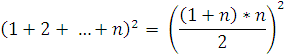 (1 + 2 + ... + n)² = (((1 + n) * n) / 2)²